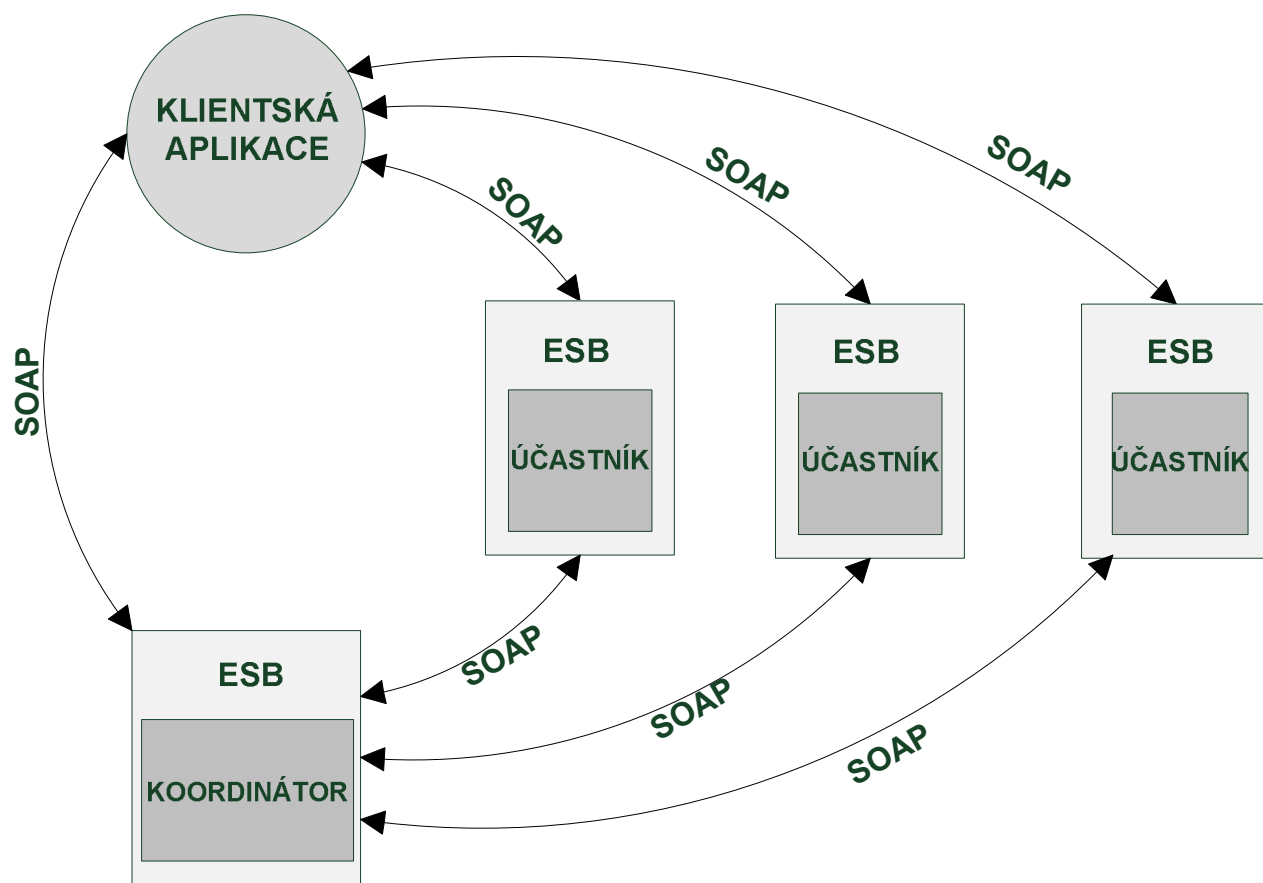 KLIENTSKÁ
APLIKACE
SOAP
SOAP
SOAP
SOAP
ESB
ÚČASTNÍK
ESB
ÚČASTNÍK
ESB
ÚČASTNÍK
ESB
KOORDINÁTOR
SOAP
SOAP
SOAP